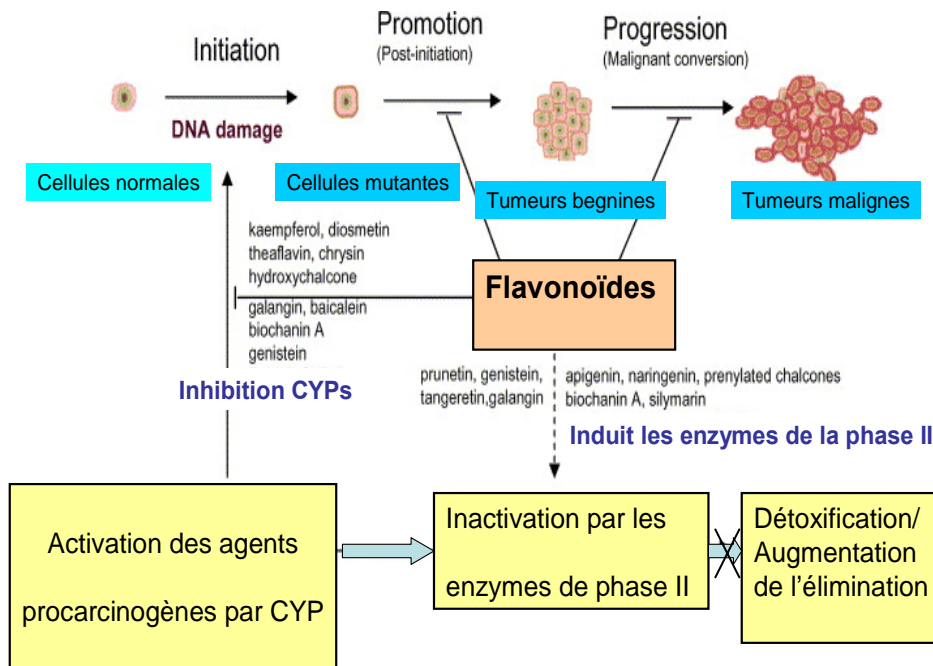 Initiation
Promotion
(Post-initiation)
Progression
(Malignant conversion)
DNA damage
Cellules normales
Cellules mutantes
Tumeurs begnines
Tumeurs malignes
kaempferol, diosmetin
theaflavin, chrysin
hydroxychalcone
galangin, baicalein
biochanin A
genistein
Flavonoïdes
Inhibition CYPs
prunetin, genistein,
tangeretin,galangin
apigenin, naringenin, prenylated chalcones
biochanin A, silymarin
Induit les enzymes de la phase II
Activation des agents
procarcinogènes par CYP
Inactivation par les
enzymes de phase II
Détoxification/
Augmentation
de l'élimination